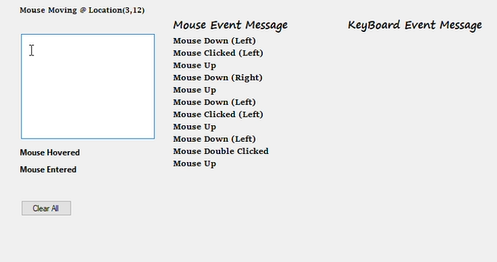 Mouse Moving @ Location(3,12)
Mouse Event Message
KeyBoard Event Message
Mouse Down (Left)
Mouse Clicked (Left)
Mouse Up
Mouse Down (Right)
Mouse Up
Mouse Down (Left)
Mouse Clicked (Left)
Mouse Up
Mouse Down (Left)
Mouse Double Clicked
Mouse Up
Mouse Hovered
Mouse Entered
Clear All